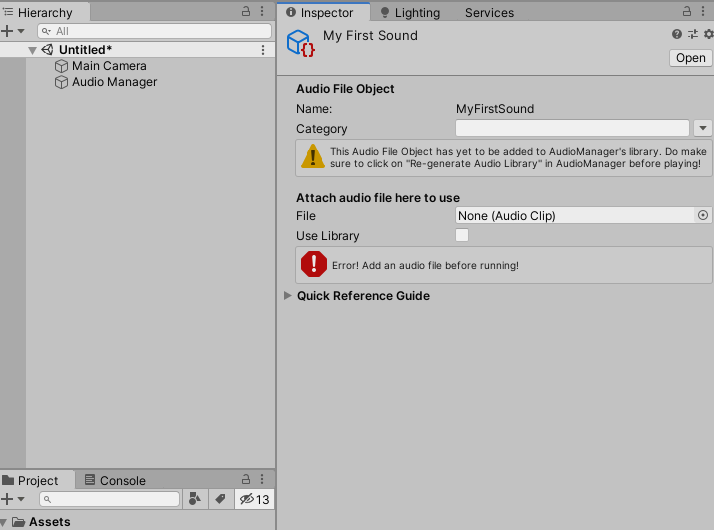 Hierarchy
All
Untitled*
Main Camera
Audio Manager
Project
Console
13
Assets
Inspector
Lighting
Services
My First Sound
Open
Audio File Object
Name: MyFirstSound
Category
This Audio File Object has yet to be added to AudioManager's library. Do make
sure to click on "Re-generate Audio Library" in AudioManager before playing!
Attach audio file here to use
File None (Audio Clip)
Use Library
Error! Add an audio file before running!
Quick Reference Guide